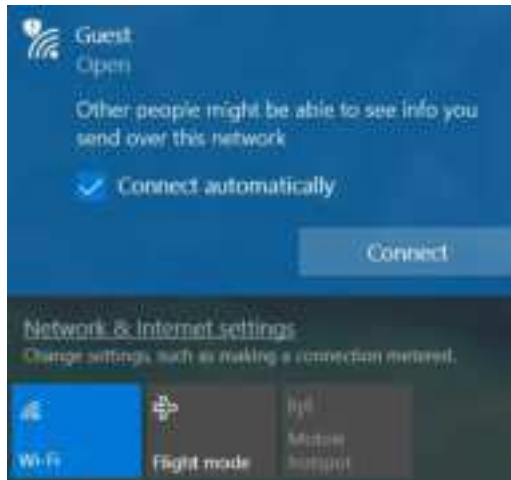 Guest
Open
Other people might be able to see info you
send over this network
Connect automatically
Connect
Network & Internet settings
Change settings, such as making a connection metered.
Wi-Fi
Flight mode
Mobile
hotspot